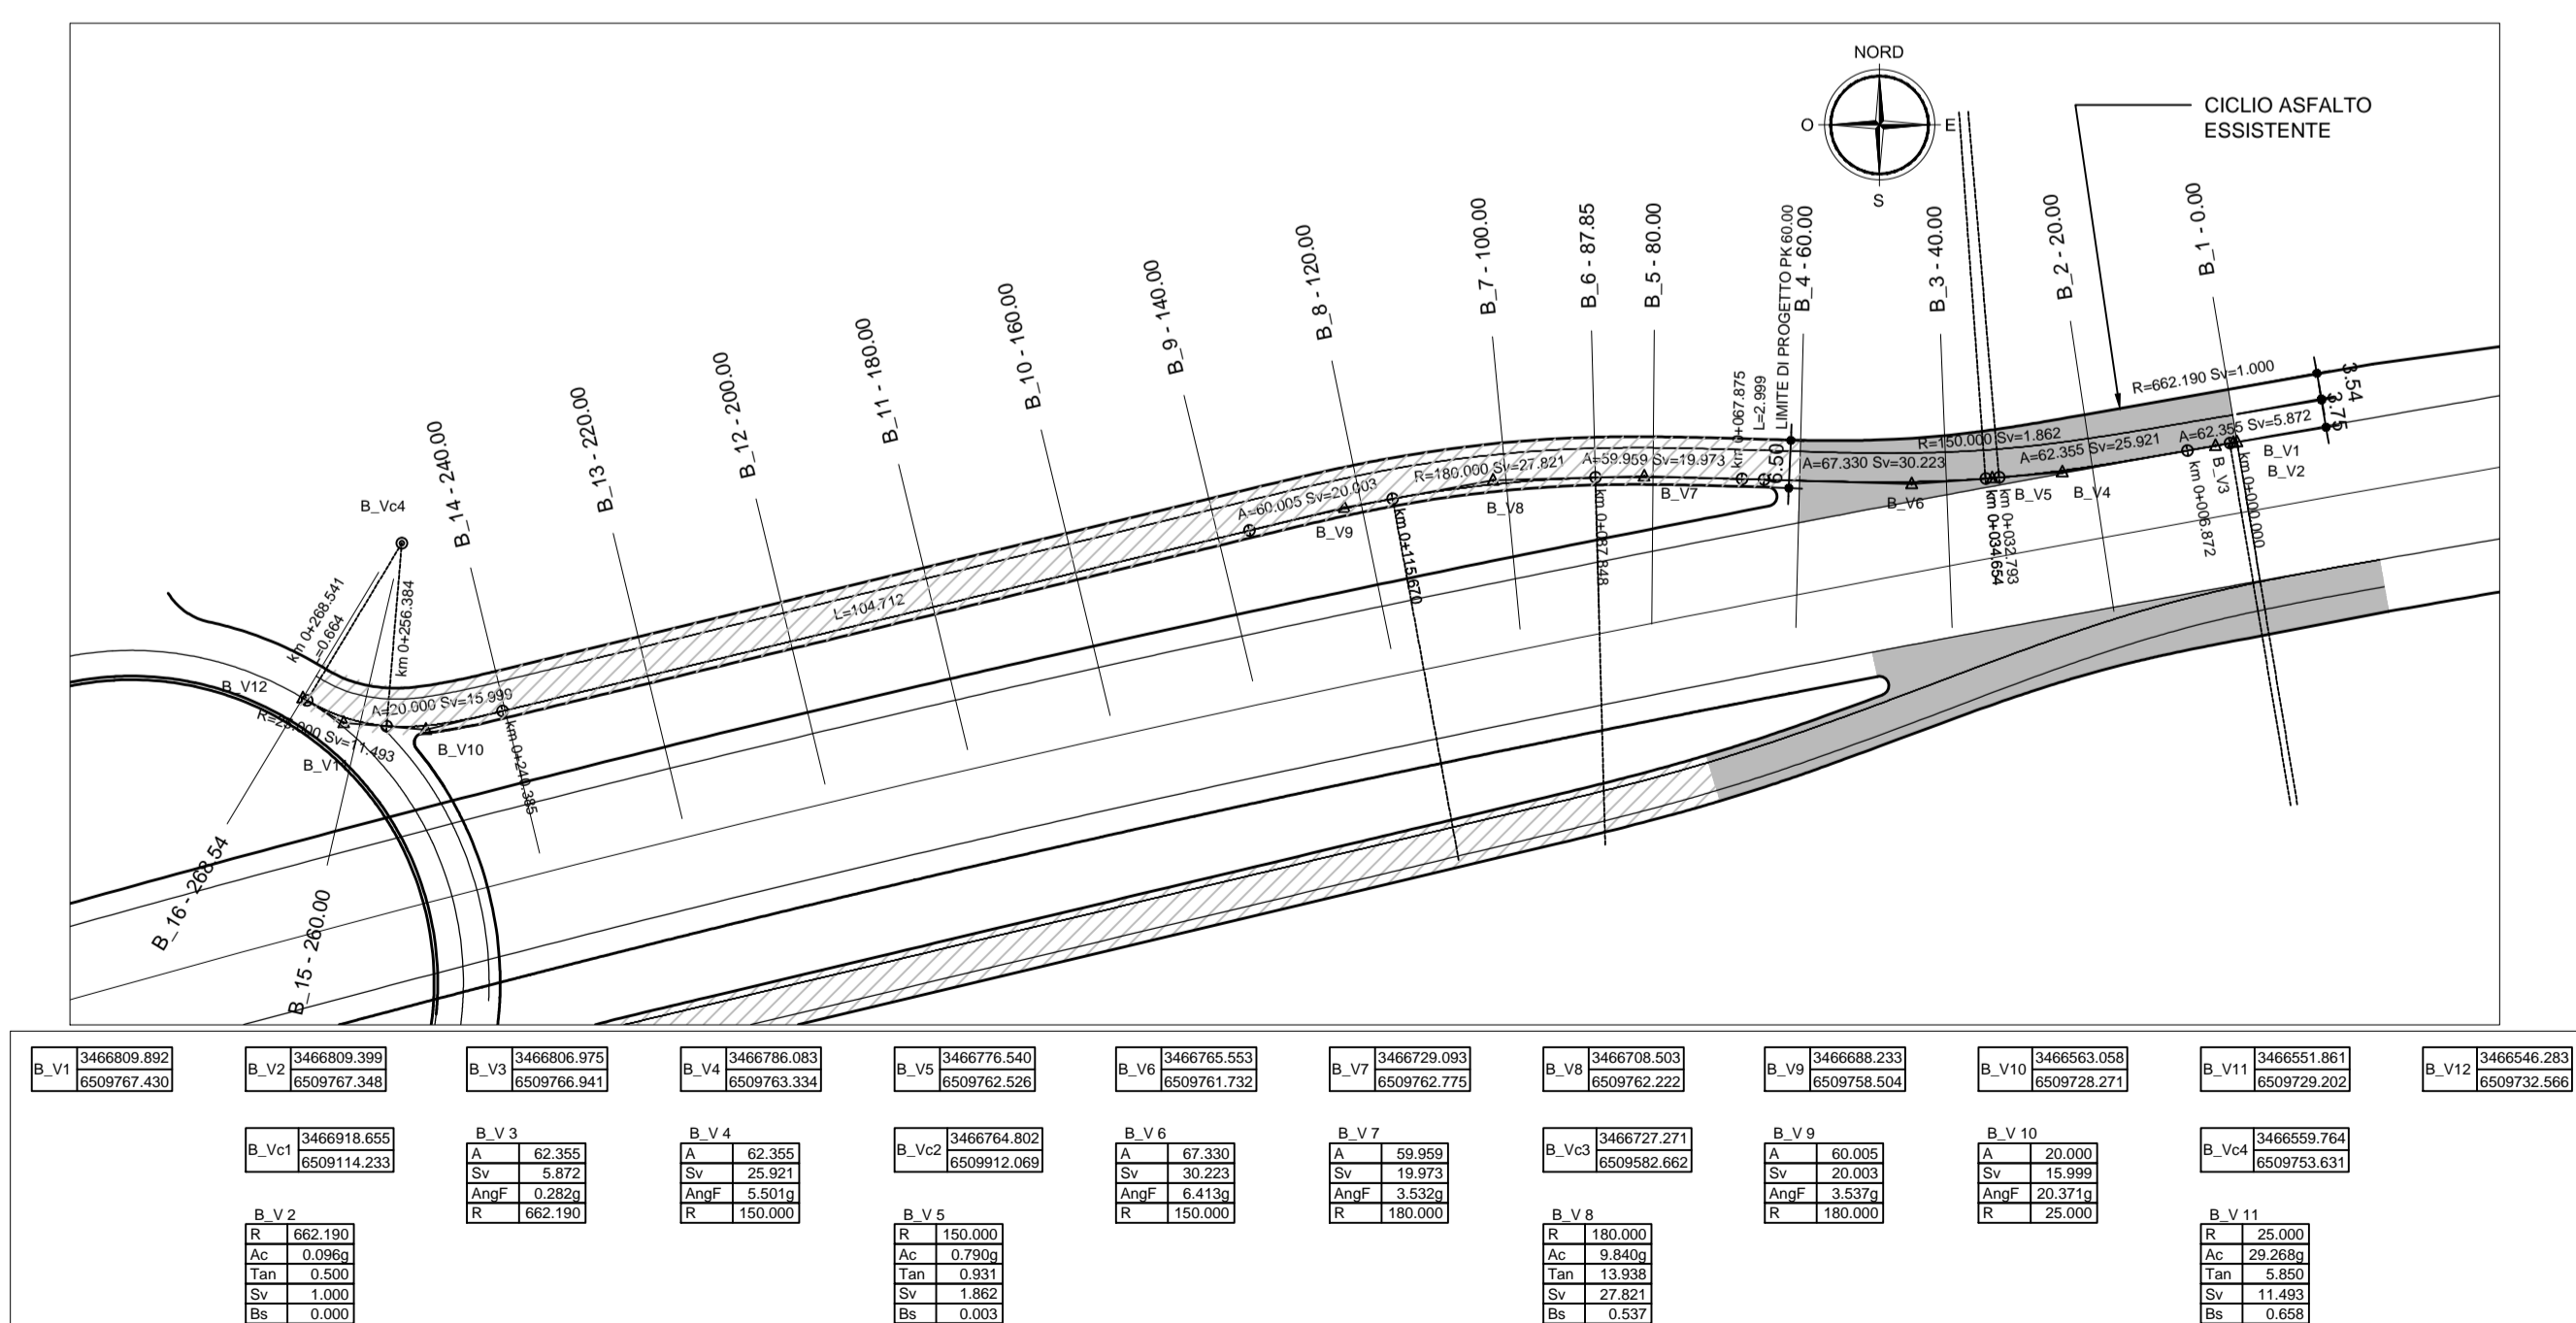 NORD
O
E
S
CICLIO ASFALTO
ESSISTENTE
B_1 - 0.00
B_2 - 20.00
B_3 - 40.00
B_4 - 60.00
LIMITE DI PROGETTO PK 60.00
B_5 - 80.00
B_6 - 87.85
B_7 - 100.00
B_8 - 120.00
B_9 - 140.00
B_10 - 160.00
B_11 - 180.00
B_12 - 200.00
B_13 - 220.00
B_14 - 240.00
B_15 - 260.00
B_16 - 268.54
R=662.190 Sv=1.000
3.54
3.75
A=62.355 Sv=5.872
R=150.000 Sv=1.862
A=62.355 Sv=25.921
A=67.330 Sv=30.223
6.50
L=2.999
km 0+067.875
A=59.959 Sv=19.973
R=180.000 Sv=27.821
A=60.005 Sv=20.003
L=104.712
A=20.000 Sv=15.999
R=25.000 Sv=11.493
B_V1
B_V2
B_V3
B_V4
B_V5
B_V6
B_V7
B_V8
B_V9
B_V10
B_V11
B_V12
B_Vc4
km 0+000.000
km 0+006.872
km 0+032.793
km 0+034.654
km 0+087.848
km 0+115.670
km 0+240.385
km 0+256.384
km 0+268.541
=0.664
B_V1 3466809.892
6509767.430
B_V2 3466809.399
6509767.348
B_V3 3466806.975
6509766.941
B_V4 3466786.083
6509763.334
B_V5 3466776.540
6509762.526
B_V6 3466765.553
6509761.732
B_V7 3466729.093
6509762.775
B_V8 3466708.503
6509762.222
B_V9 3466688.233
6509758.504
B_V10 3466563.058
6509728.271
B_V11 3466551.861
6509729.202
B_V12 3466546.283
6509732.566
B_Vc1 3466918.655
6509114.233
B_V 2
R 662.190
Ac 0.096g
Tan 0.500
Sv 1.000
Bs 0.000
B_V 3
A 62.355
Sv 5.872
AngF 0.282g
R 662.190
B_V 4
A 62.355
Sv 25.921
AngF 5.501g
R 150.000
B_Vc2 3466764.802
6509912.069
B_V 5
R 150.000
Ac 0.790g
Tan 0.931
Sv 1.862
Bs 0.003
B_V 6
A 67.330
Sv 30.223
AngF 6.413g
R 150.000
B_V 7
A 59.959
Sv 19.973
AngF 3.532g
R 180.000
B_Vc3 3466727.271
6509582.662
B_V 8
R 180.000
Ac 9.840g
Tan 13.938
Sv 27.821
Bs 0.537
B_V 9
A 60.005
Sv 20.003
AngF 3.537g
R 180.000
B_V 10
A 20.000
Sv 15.999
AngF 20.371g
R 25.000
B_Vc4 3466559.764
6509753.631
B_V 11
R 25.000
Ac 29.268g
Tan 5.850
Sv 11.493
Bs 0.658